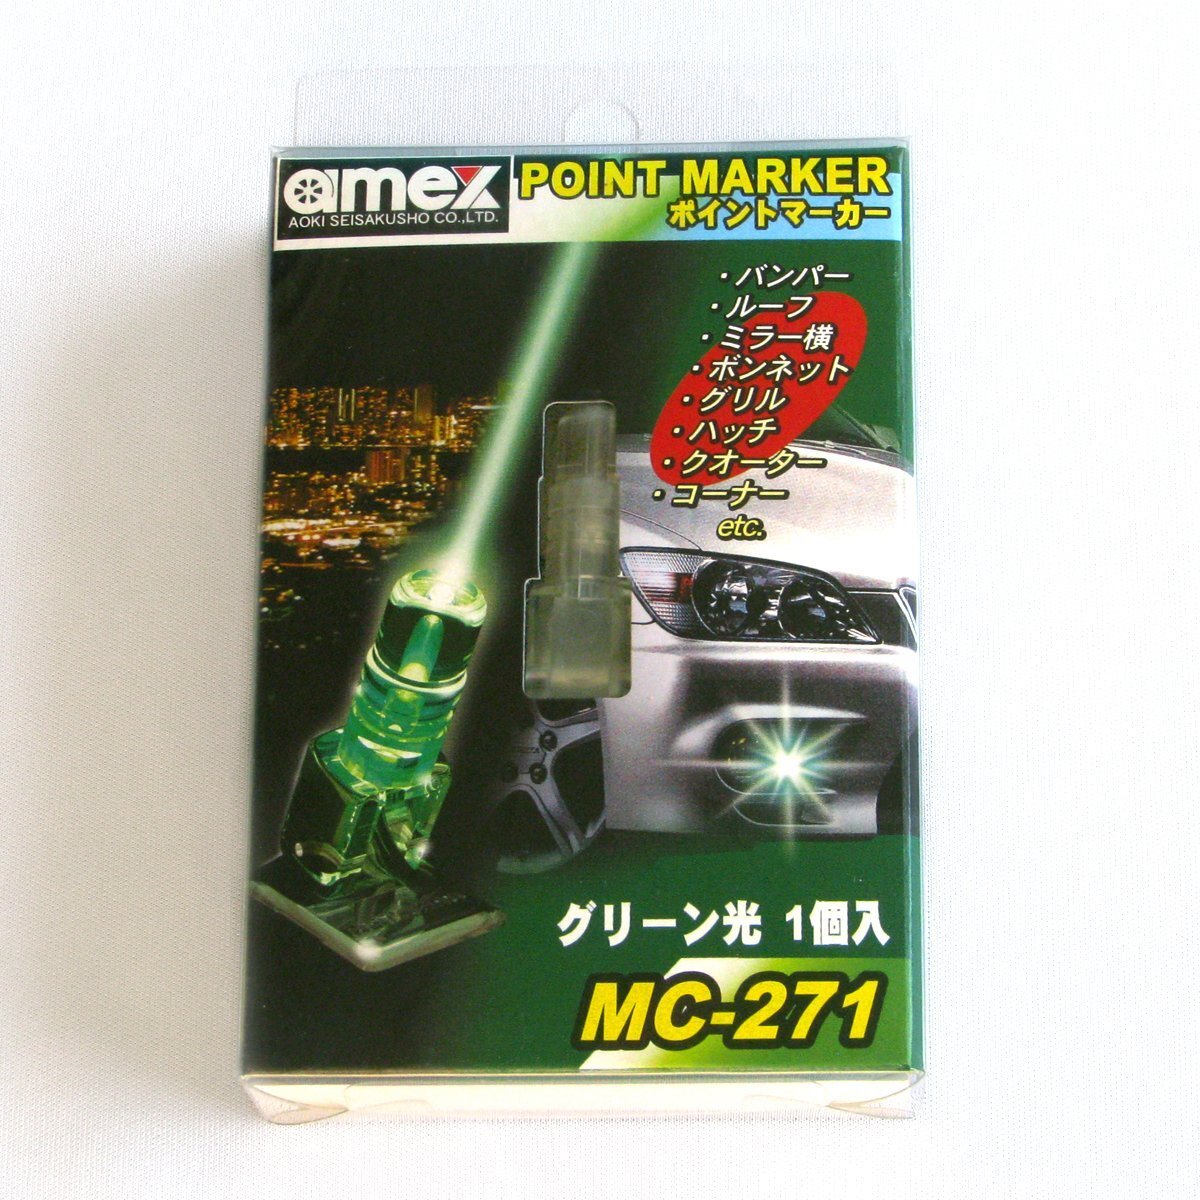 amex
AOKI SEISAKUSHO CO.,LTD.
POINT MARKER
ポイントマーカー
・バンパー
・ルーフ
・ミラー横
・ボンネット
・グリル
・ハッチ
・クオーター
・コーナー
etc.
グリーン光 1個入
MC-271